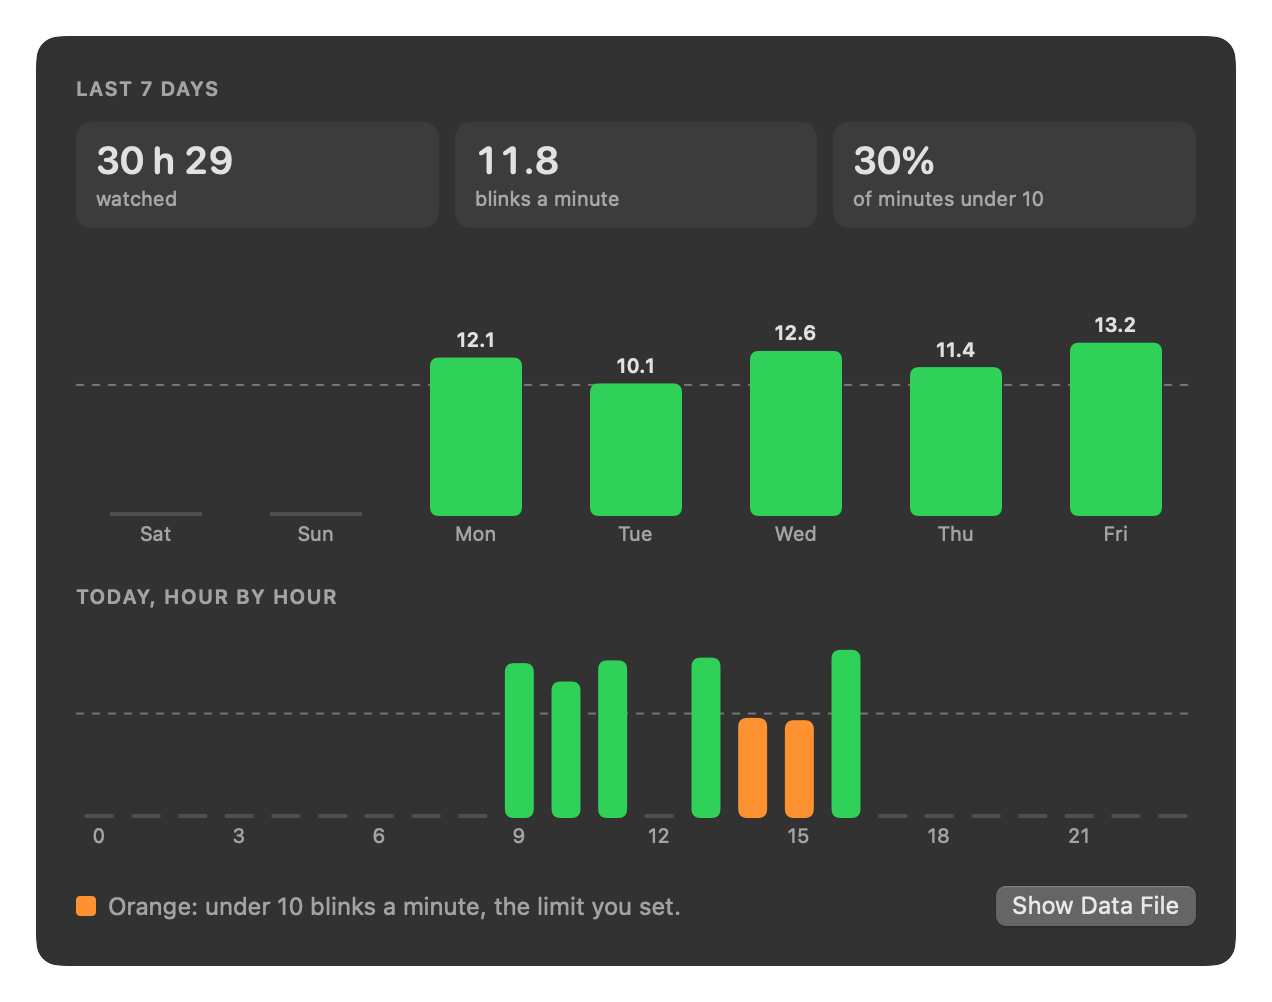 LAST 7 DAYS
30 h 29
watched
11.8
blinks a minute
30%
of minutes under 10
12.1
10.1
12.6
11.4
13.2
Sat
Sun
Mon
Tue
Wed
Thu
Fri
TODAY, HOUR BY HOUR
0
3
6
9
12
15
18
21
Orange: under 10 blinks a minute, the limit you set.
Show Data File